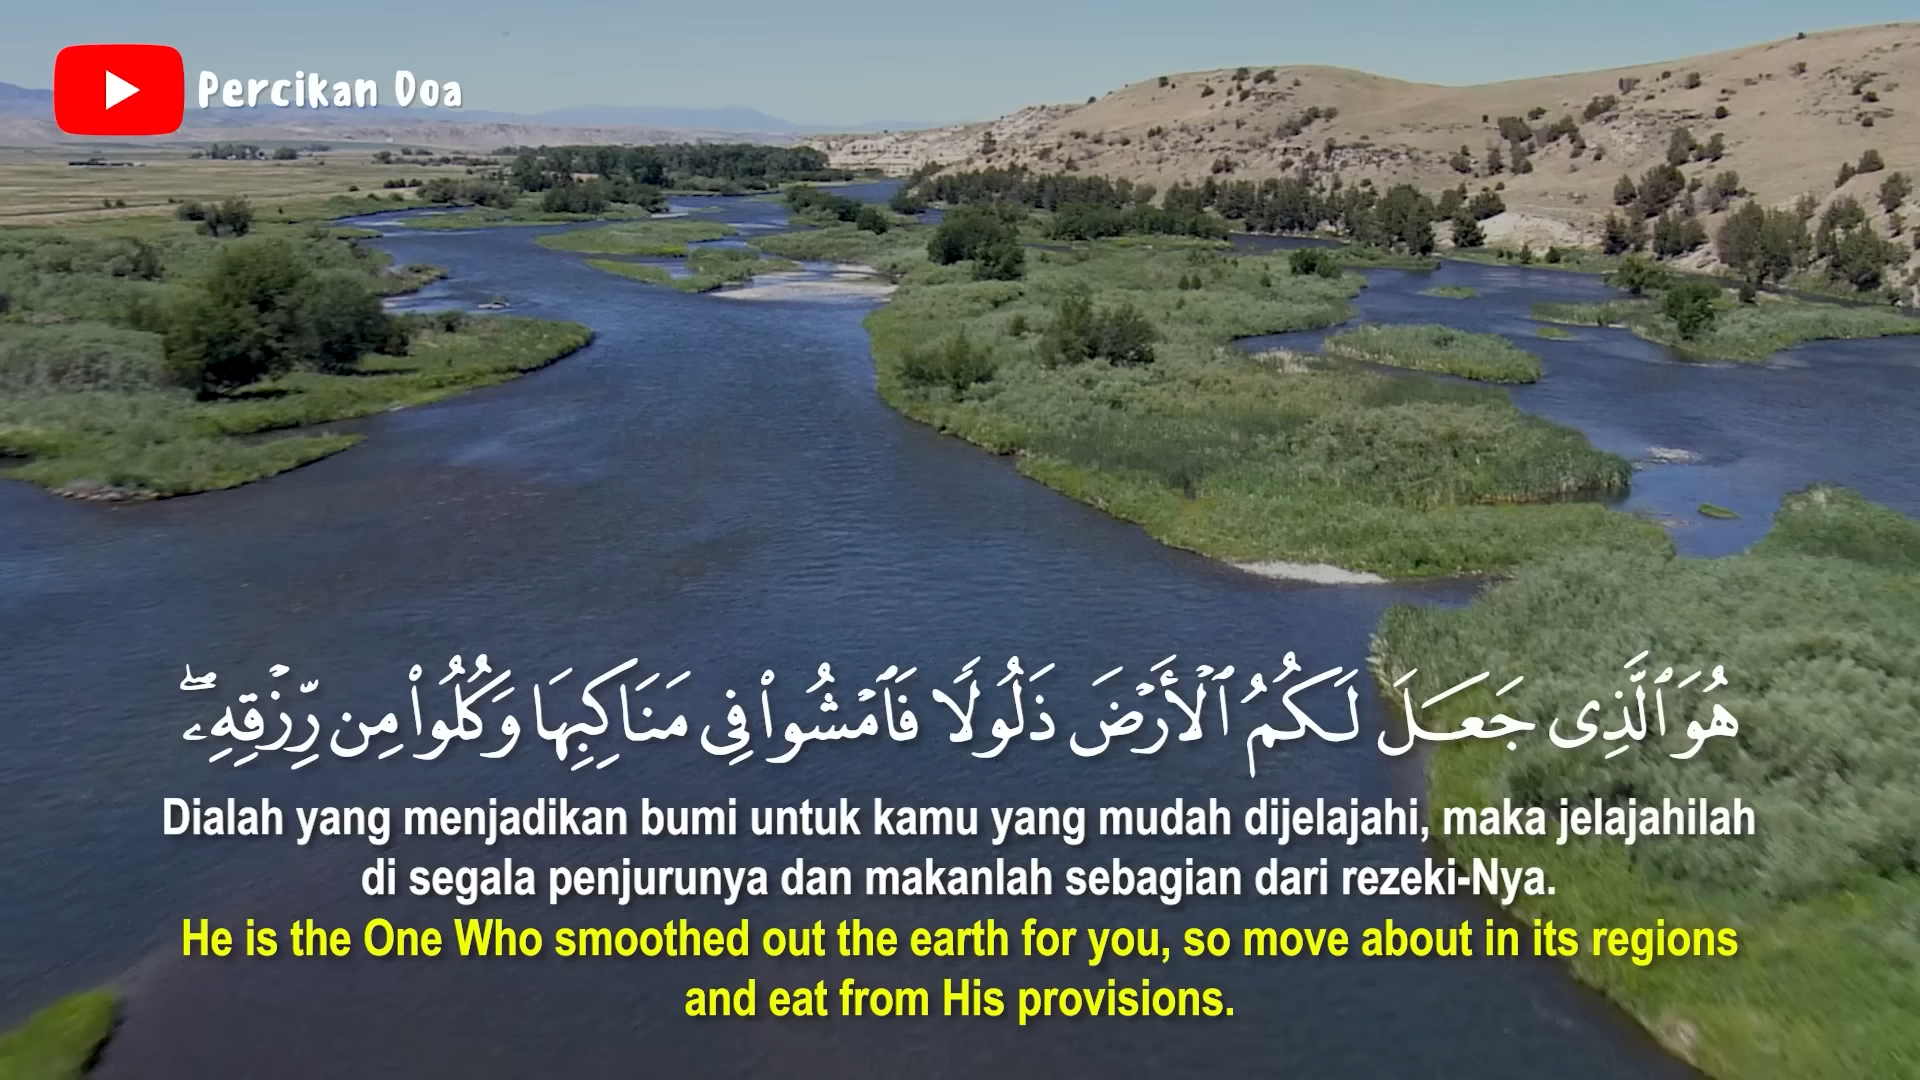 Percikan Doa
هُوَ ٱلَّذِى جَعَلَ لَكُمُ ٱلْأَرْضَ ذَلُولًا فَٱمْشُوا۟ فِى مَنَاكِبِهَا وَكُلُوا۟ مِن رِّزْقِهِۦ ۖ
Dialah yang menjadikan bumi untuk kamu yang mudah dijelajahi, maka jelajahilah
di segala penjurunya dan makanlah sebagian dari rezeki-Nya.
He is the One Who smoothed out the earth for you, so move about in its regions
and eat from His provisions.